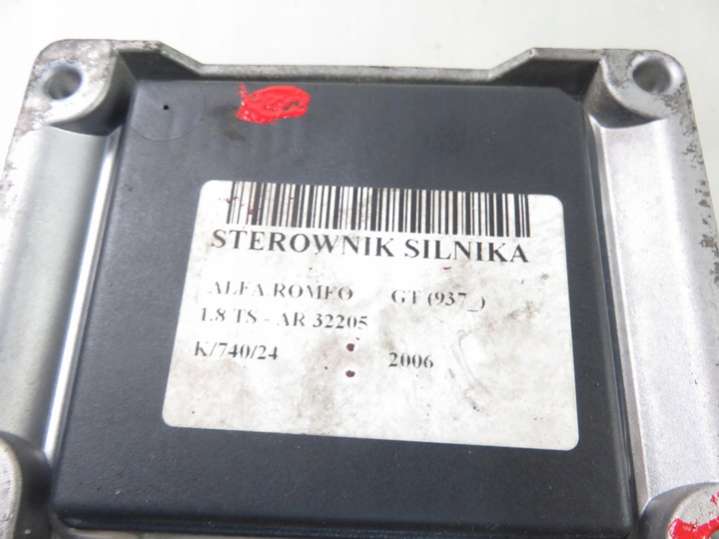 STEROWNIK SILNIKA
ALFA ROMEO GT (937_)
1.8 TS - AR 32205
K/740/24 2006